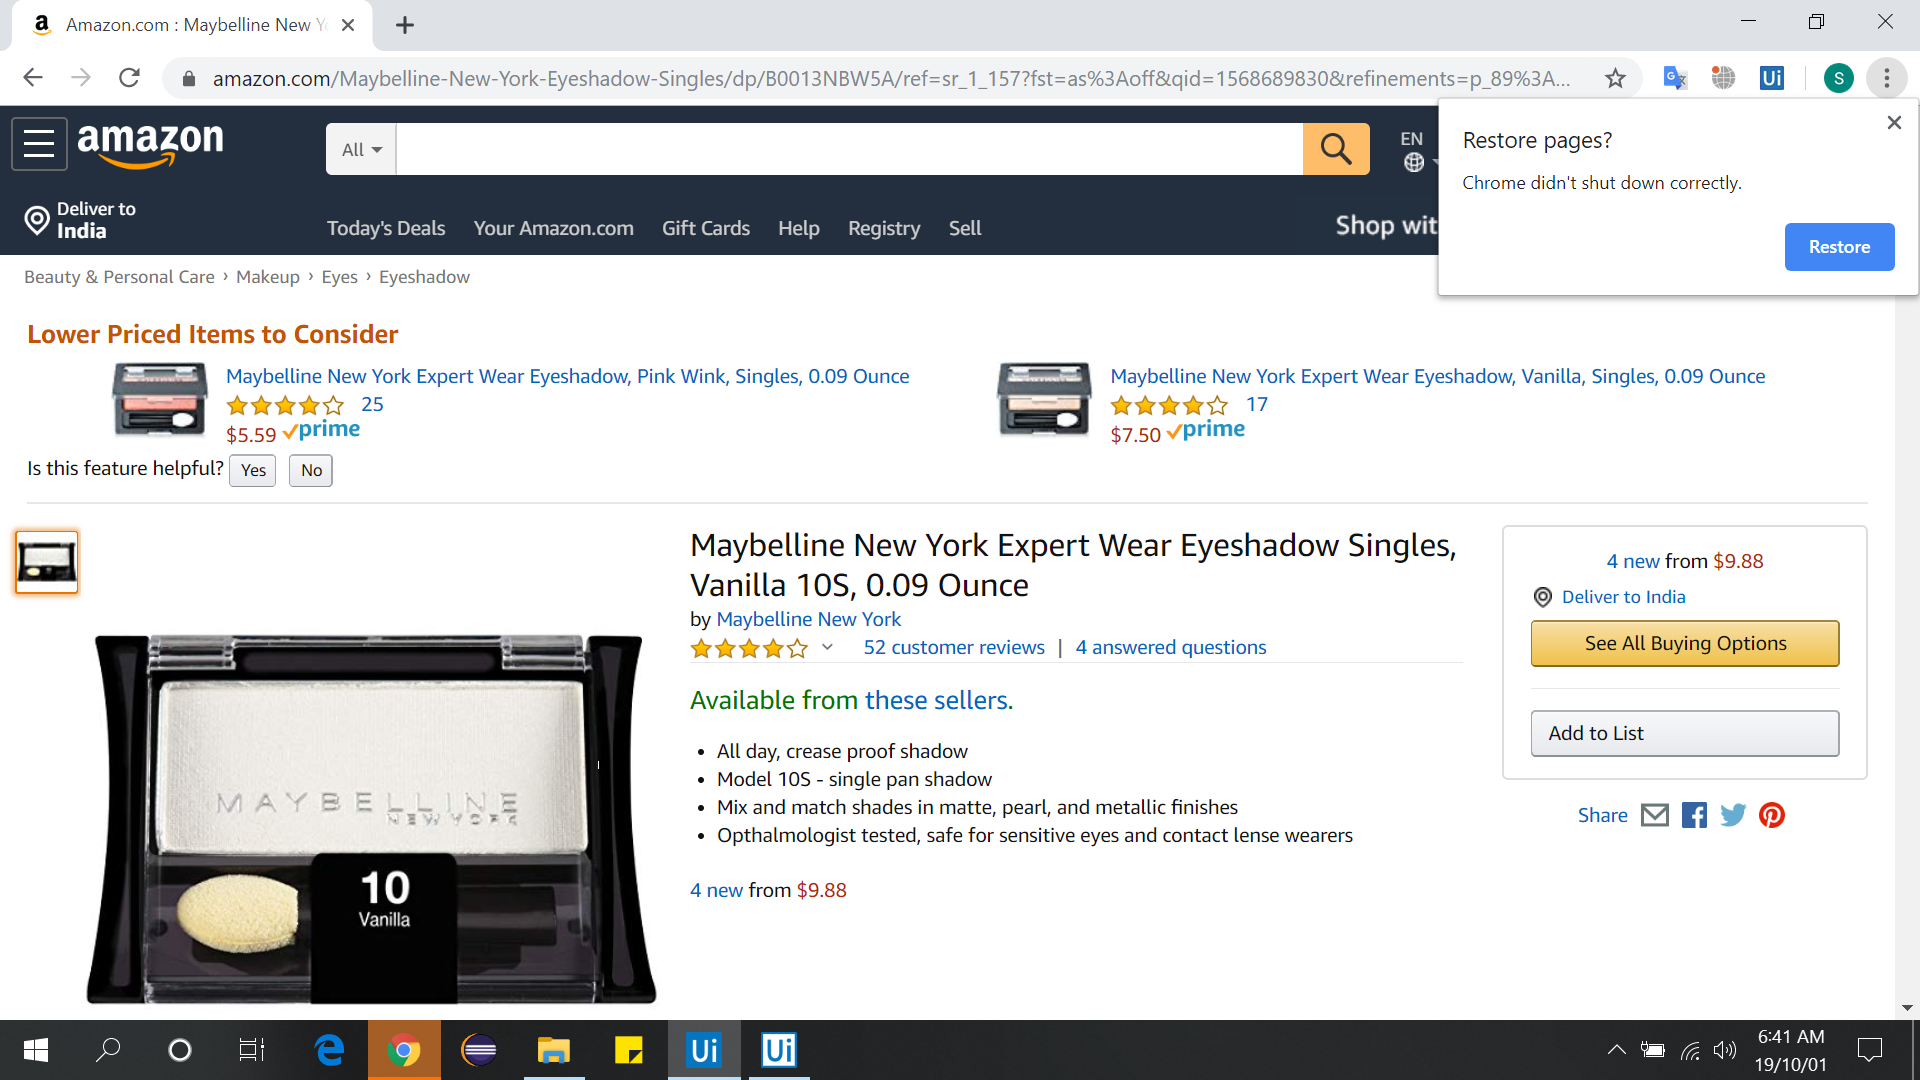 Amazon.com : Maybelline New Y
amazon.com/Maybelline-New-York-Eyeshadow-Singles/dp/B0013NBW5A/ref=sr_1_157?fst=as%3Aoff&qid=1568689830&refinements=p_89%3A...
Ui
S
Restore pages?
Chrome didn't shut down correctly.
Restore
amazon
All
EN
Deliver to
India
Today's Deals
Your Amazon.com
Gift Cards
Help
Registry
Sell
Shop wit
Beauty & Personal Care › Makeup › Eyes › Eyeshadow
Lower Priced Items to Consider
Maybelline New York Expert Wear Eyeshadow, Pink Wink, Singles, 0.09 Ounce
25
$5.59 prime
Maybelline New York Expert Wear Eyeshadow, Vanilla, Singles, 0.09 Ounce
17
$7.50 prime
Is this feature helpful? Yes No
Maybelline New York Expert Wear Eyeshadow Singles,
Vanilla 10S, 0.09 Ounce
by Maybelline New York
52 customer reviews | 4 answered questions
Available from these sellers.
• All day, crease proof shadow
• Model 10S - single pan shadow
• Mix and match shades in matte, pearl, and metallic finishes
• Opthalmologist tested, safe for sensitive eyes and contact lense wearers
4 new from $9.88
MAYBELLINE
NEW YORK
10
Vanilla
4 new from $9.88
Deliver to India
See All Buying Options
Add to List
Share
Ui
Ui
6:41 AM
19/10/01